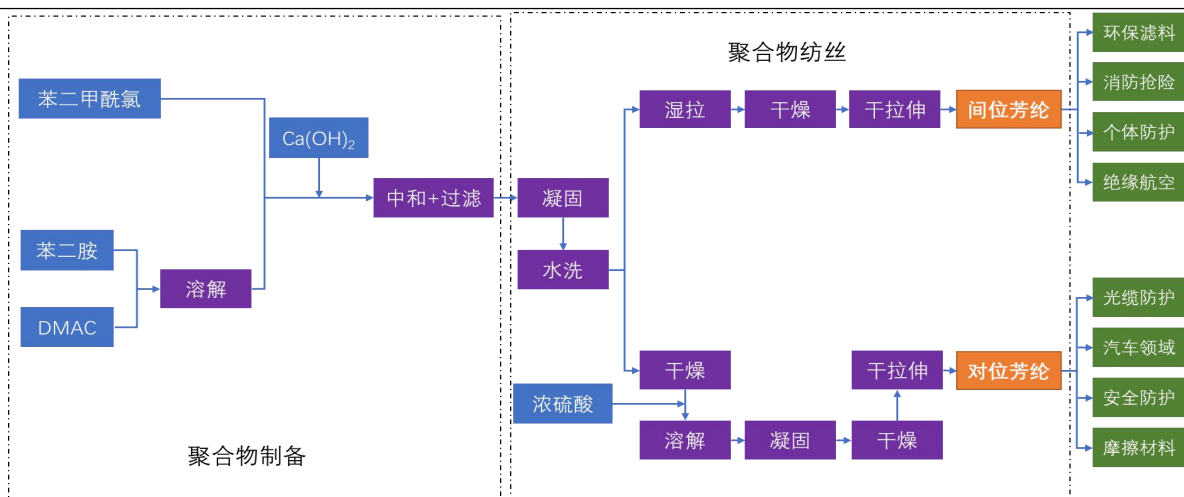 聚合物纺丝
苯二甲酰氯
Ca(OH)₂
中和+过滤
苯二胺
DMAC
溶解
聚合物制备
凝固
水洗
湿拉
干燥
干拉伸
间位芳纶
环保滤料
消防抢险
个体防护
绝缘航空
干燥
浓硫酸
溶解
凝固
干燥
干拉伸
对位芳纶
光缆防护
汽车领域
安全防护
摩擦材料